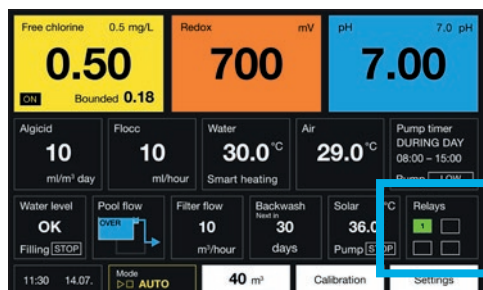 Free chlorine 0.5 mg/L
0.50
ON Bounded 0.18
Redox mV
700
pH 7.0 pH
7.00
Algicid
10
ml/m³ day
Flocc
10
ml/hour
Water
30.0 °C
Smart heating
Air
29.0 °C
Pump timer
DURING DAY
08:00 – 15:00
Pump LOW
Water level
OK
Filling STOP
Pool flow
OVER
Filter flow
10
m³/hour
Backwash
Next in
30
days
Solar °C
36.0
Pump STOP
Relays
1
11:30 14.07.
Mode
AUTO
40 m³
Calibration
Settings